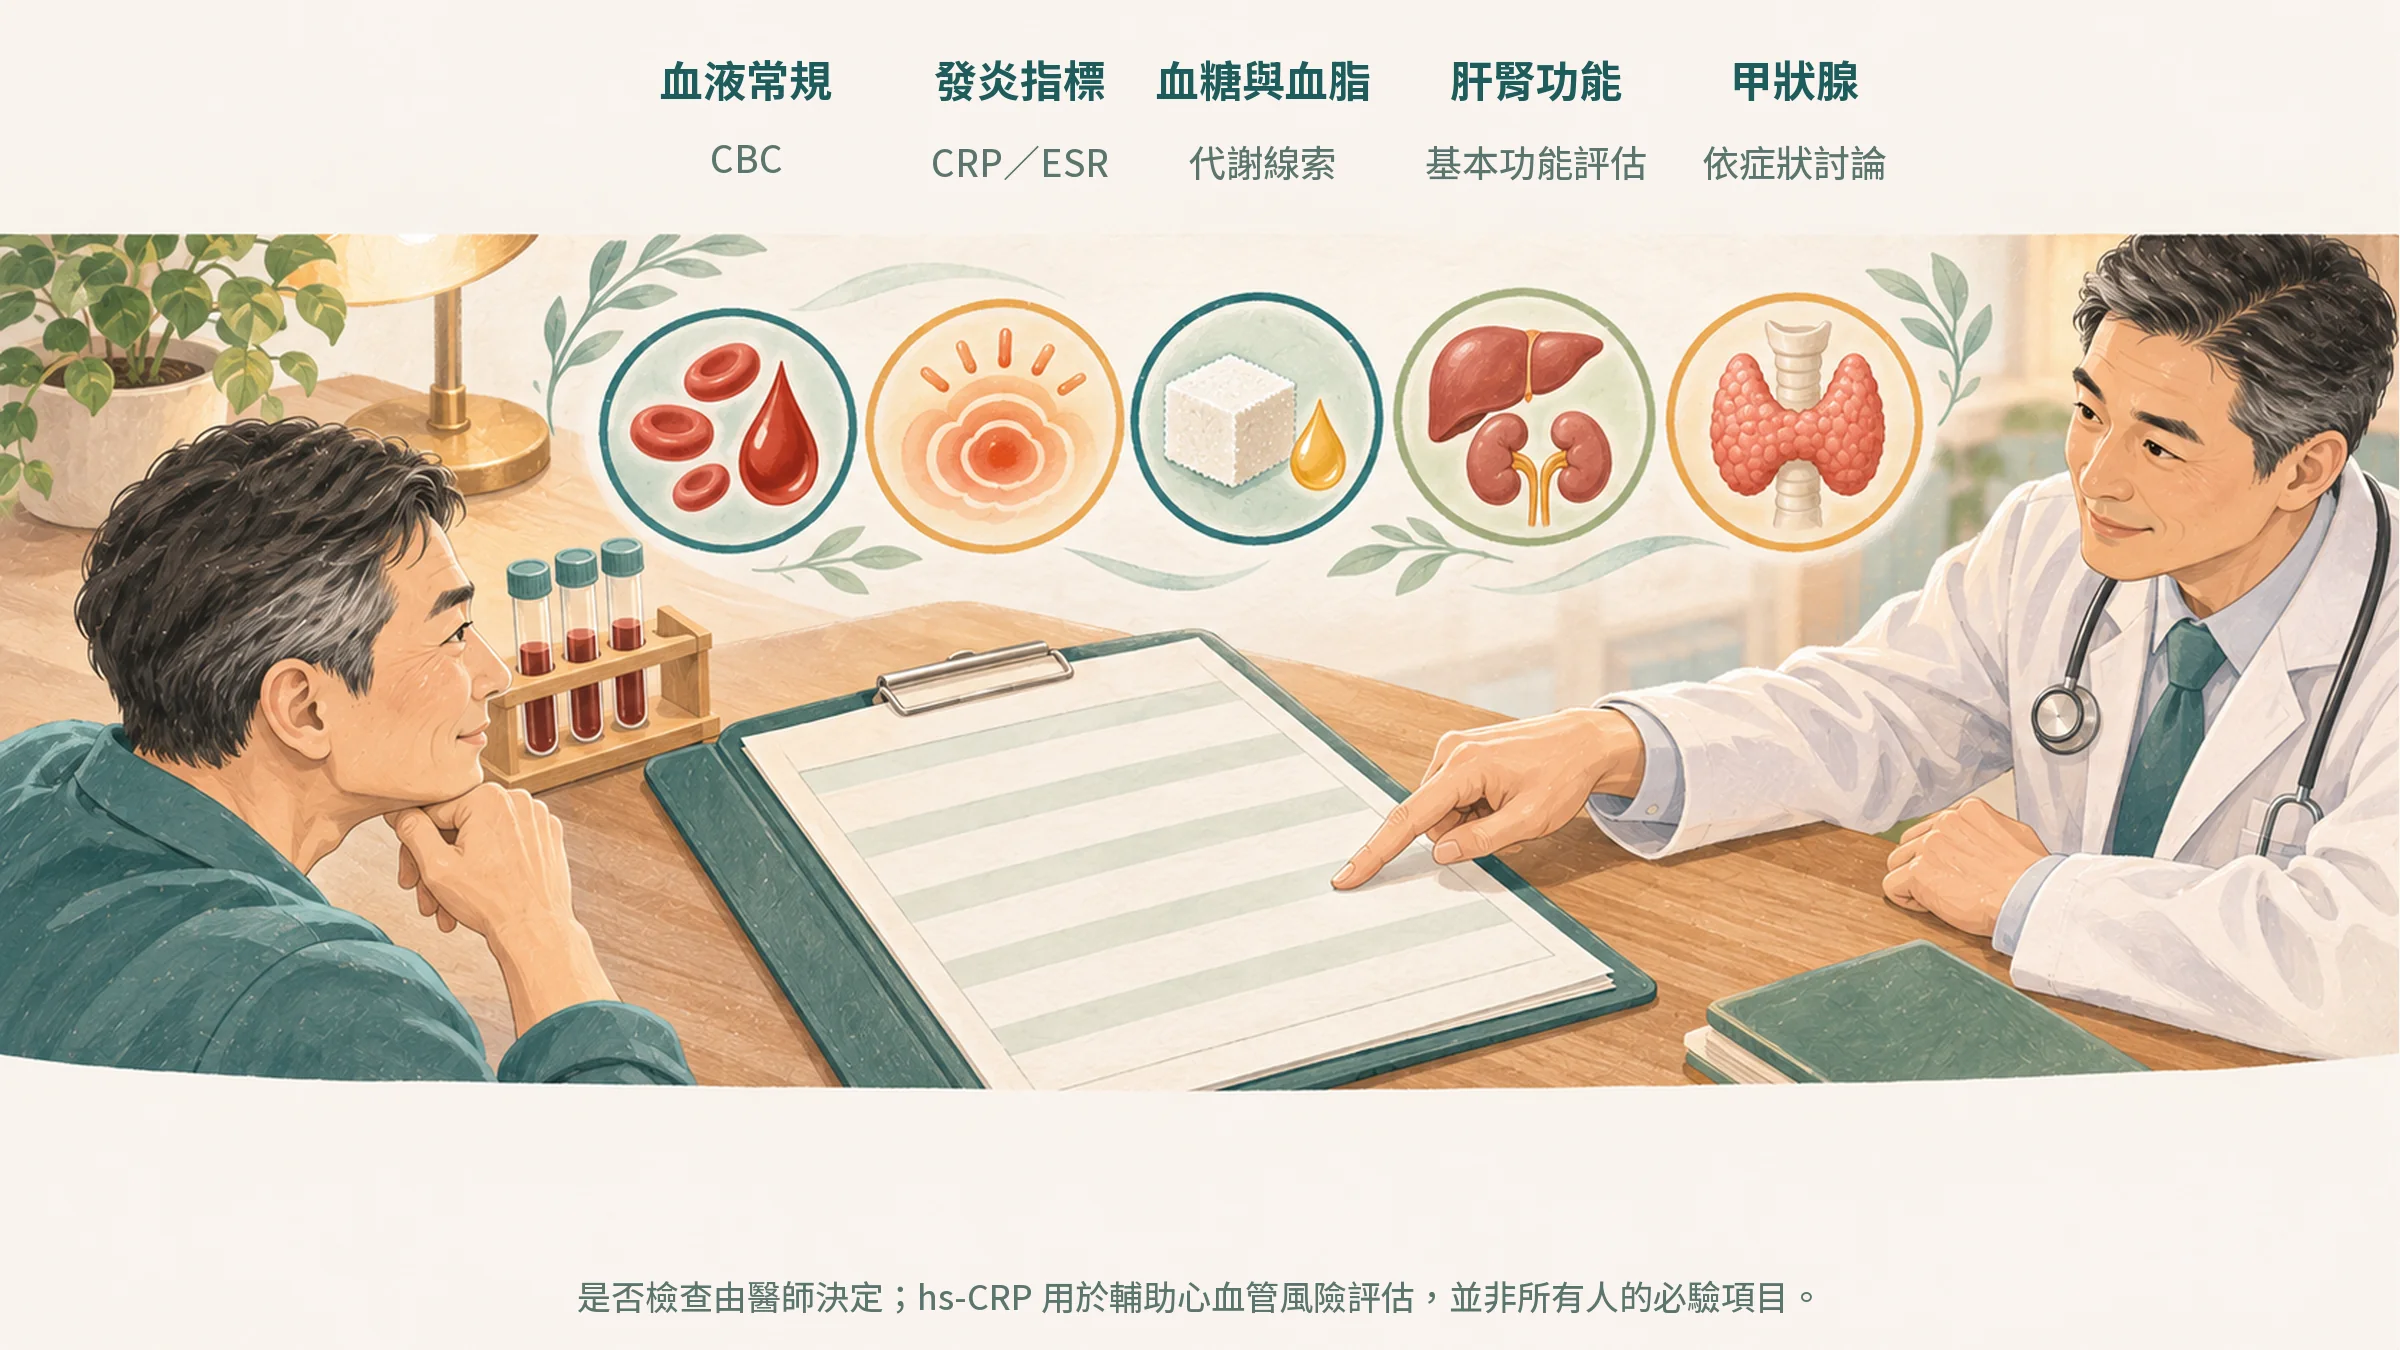 血液常規 發炎指標 血糖與血脂 肝腎功能 甲狀腺
CBC CRP／ESR 代謝線索 基本功能評估 依症狀討論
是否檢查由醫師決定；hs-CRP 用於輔助心血管風險評估，並非所有人的必驗項目。